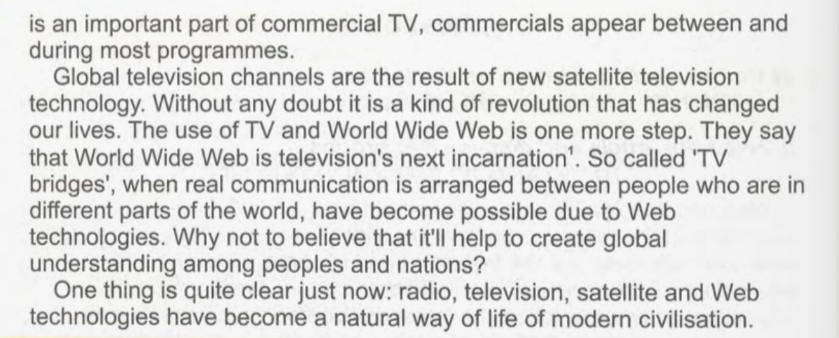 is an important part of commercial TV, commercials appear between and
during most programmes.
Global television channels are the result of new satellite television
technology. Without any doubt it is a kind of revolution that has changed
our lives. The use of TV and World Wide Web is one more step. They say
that World Wide Web is television's next incarnation'. So called 'TV
bridges', when real communication is arranged between people who are in
different parts of the world, have become possible due to Web
technologies. Why not to believe that it'll help to create global
understanding among peoples and nations?
One thing is quite clear just now: radio, television, satellite and Web
technologies have become a natural way of life of modern civilisation.